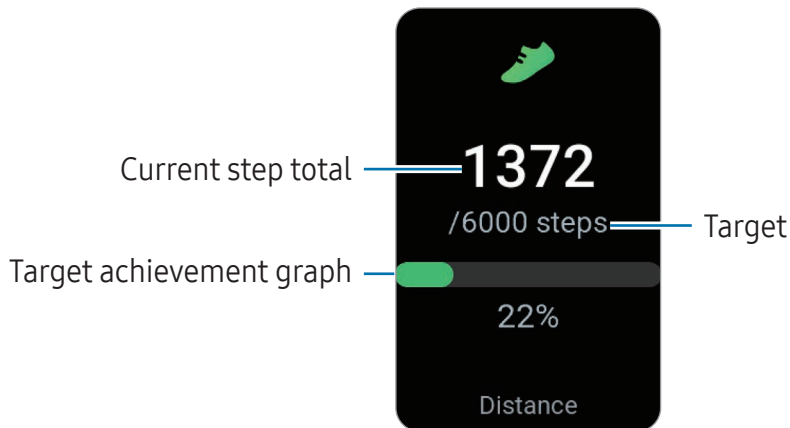 Current step total
1372
/6000 steps
Target
Target achievement graph
22%
Distance